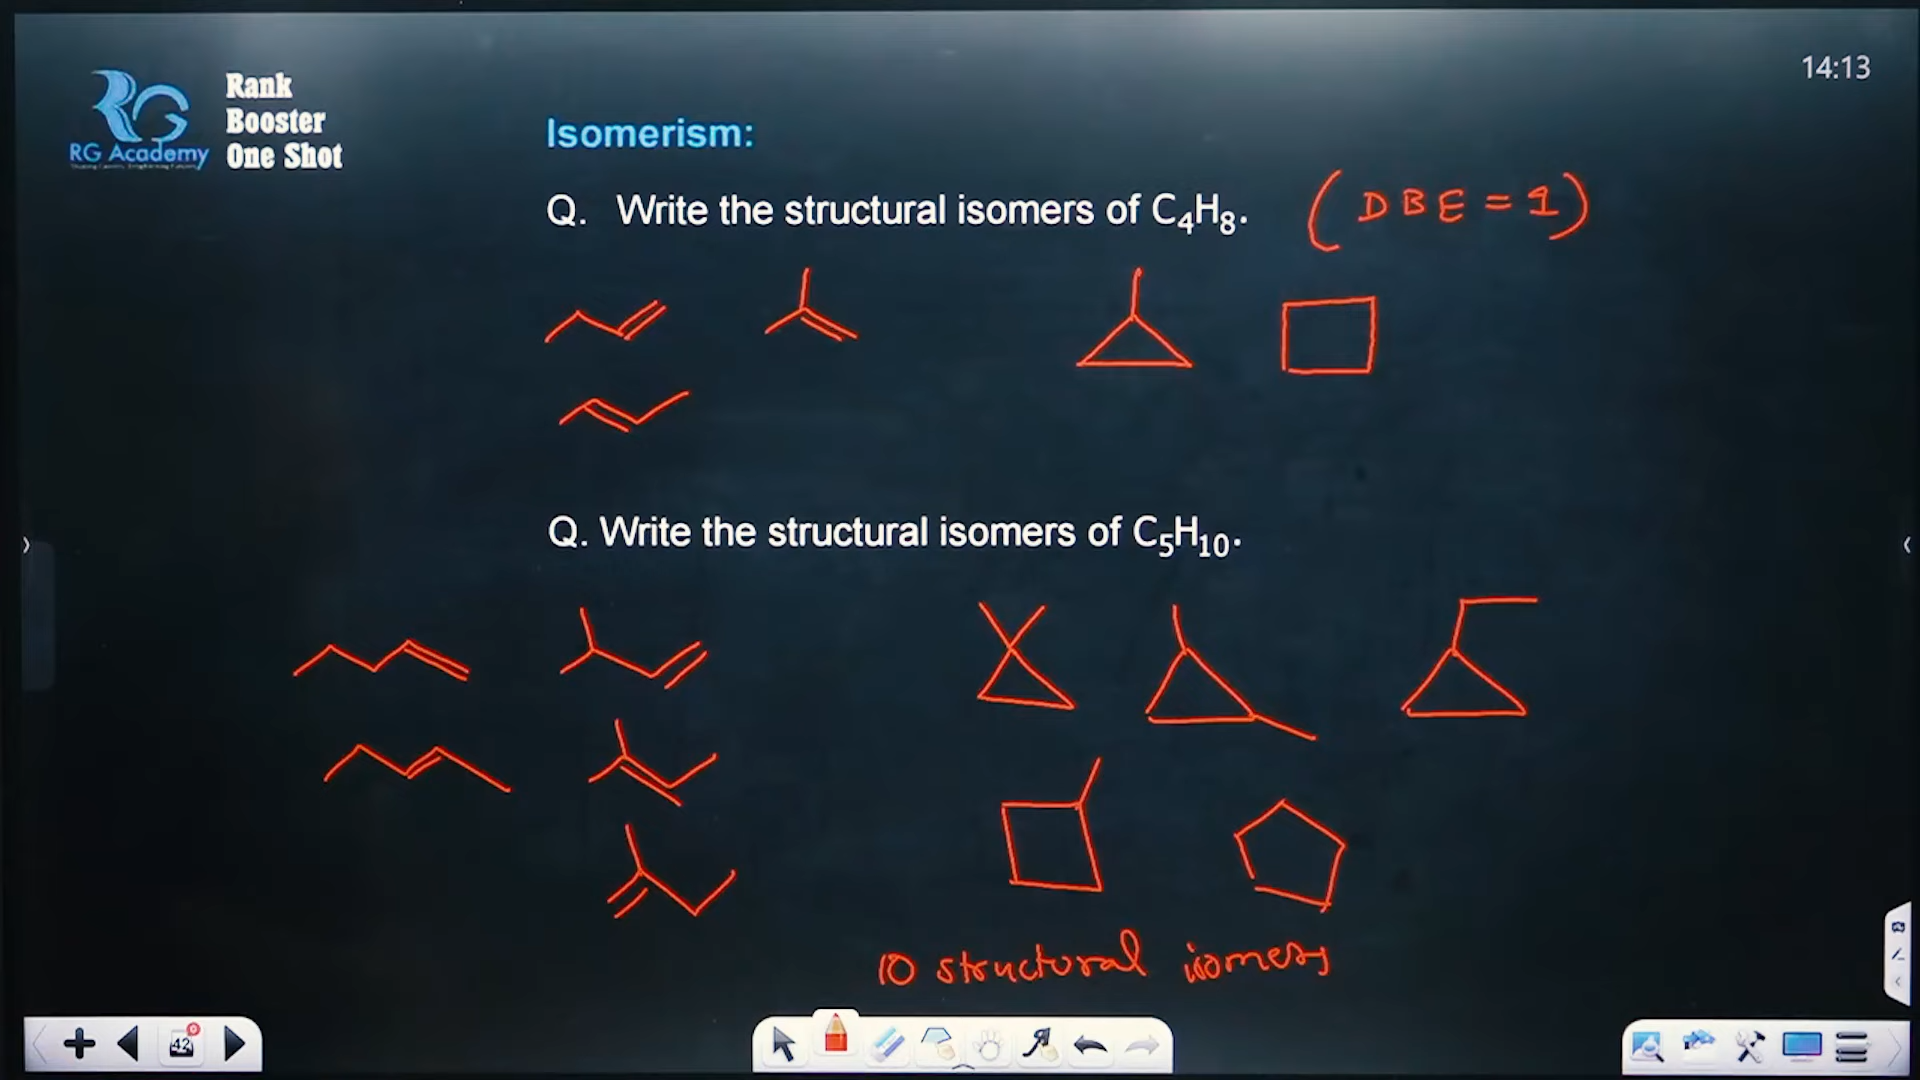 14:13
RG Academy
Rank
Booster
One Shot
Isomerism:
Q. Write the structural isomers of C₄H₈. (DBE = 1)
Q. Write the structural isomers of C₅H₁₀.
10 structural isomers
42